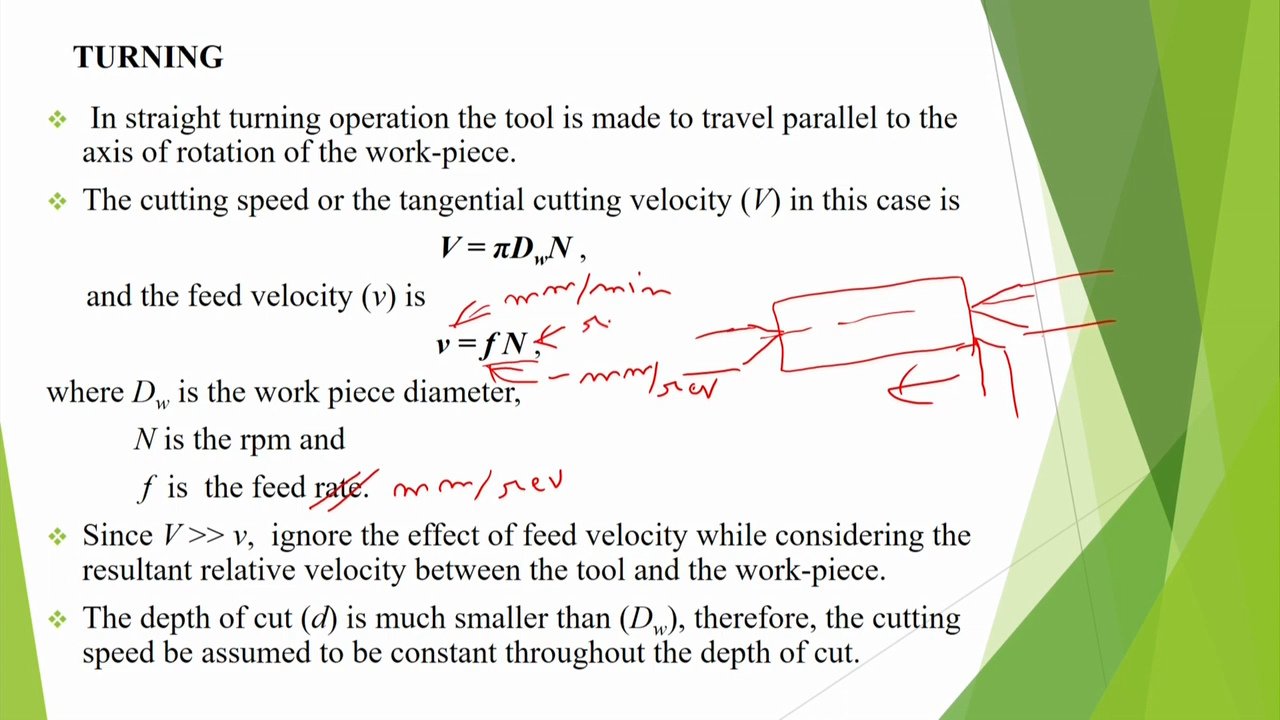 TURNING
In straight turning operation the tool is made to travel parallel to the
axis of rotation of the work-piece.
The cutting speed or the tangential cutting velocity (V) in this case is
V = πD_wN ,
and the feed velocity (v) is
mm/min
v = f N ,
mm/rev
where D_w is the work piece diameter,
N is the rpm and
f is the feed rate. mm/rev
Since V >> v, ignore the effect of feed velocity while considering the
resultant relative velocity between the tool and the work-piece.
The depth of cut (d) is much smaller than (D_w), therefore, the cutting
speed be assumed to be constant throughout the depth of cut.